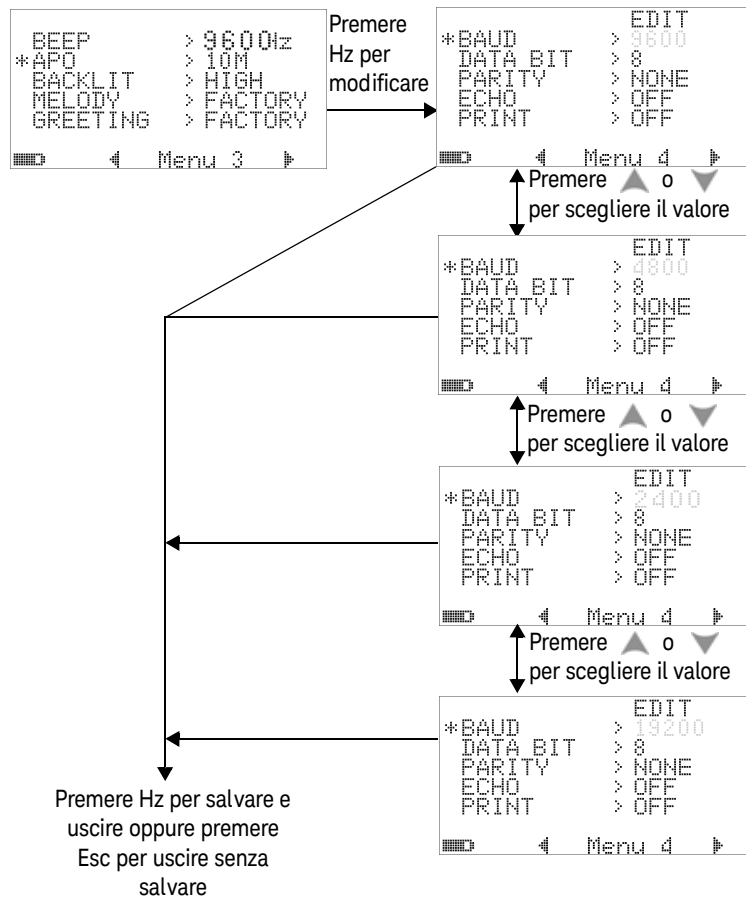 BEEP > 9600Hz
*APO > 10M
BACKLIT > HIGH
MELODY > FACTORY
GREETING > FACTORY
Menu 3
Premere
Hz per
modificare
EDIT
*BAUD > 9600
DATA BIT > 8
PARITY > NONE
ECHO > OFF
PRINT > OFF
Menu 4
Premere o
per scegliere il valore
EDIT
*BAUD > 4800
DATA BIT > 8
PARITY > NONE
ECHO > OFF
PRINT > OFF
Menu 4
Premere o
per scegliere il valore
EDIT
*BAUD > 2400
DATA BIT > 8
PARITY > NONE
ECHO > OFF
PRINT > OFF
Menu 4
Premere o
per scegliere il valore
EDIT
*BAUD > 19200
DATA BIT > 8
PARITY > NONE
ECHO > OFF
PRINT > OFF
Menu 4
Premere Hz per salvare e
uscire oppure premere
Esc per uscire senza
salvare